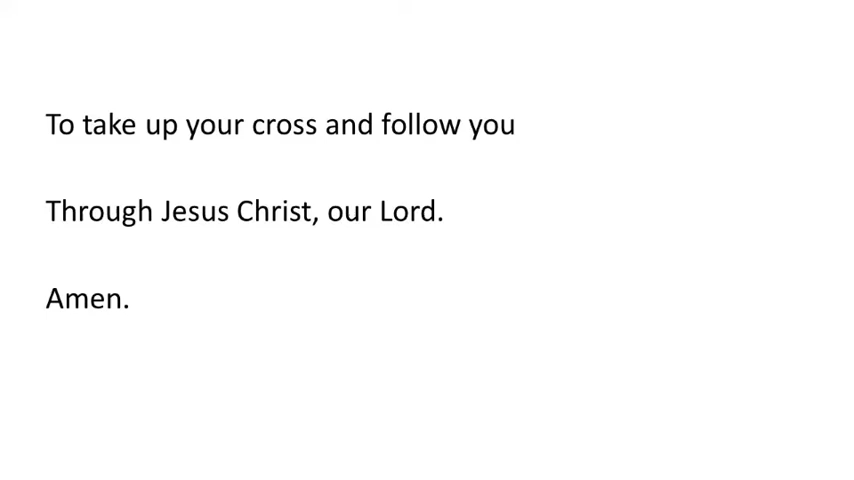 To take up your cross and follow you
Through Jesus Christ, our Lord.
Amen.